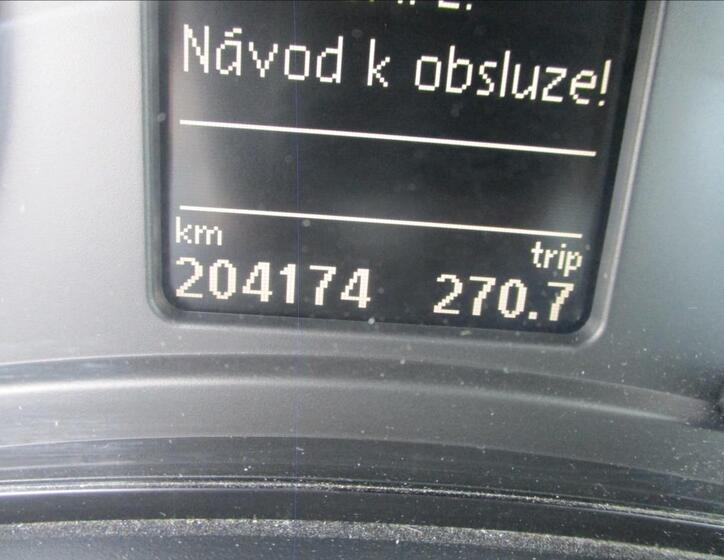 Návod k obsluze!
km trip
204174 270.7